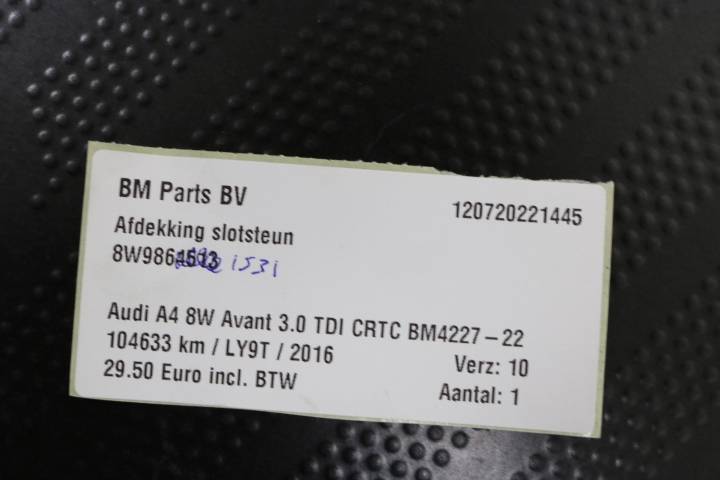 BM Parts BV
120720221445
Afdekking slotsteun
8W9864513 1531
Audi A4 8W Avant 3.0 TDI CRTC BM4227-22
104633 km / LY9T / 2016
Verz: 10
29.50 Euro incl. BTW
Aantal: 1